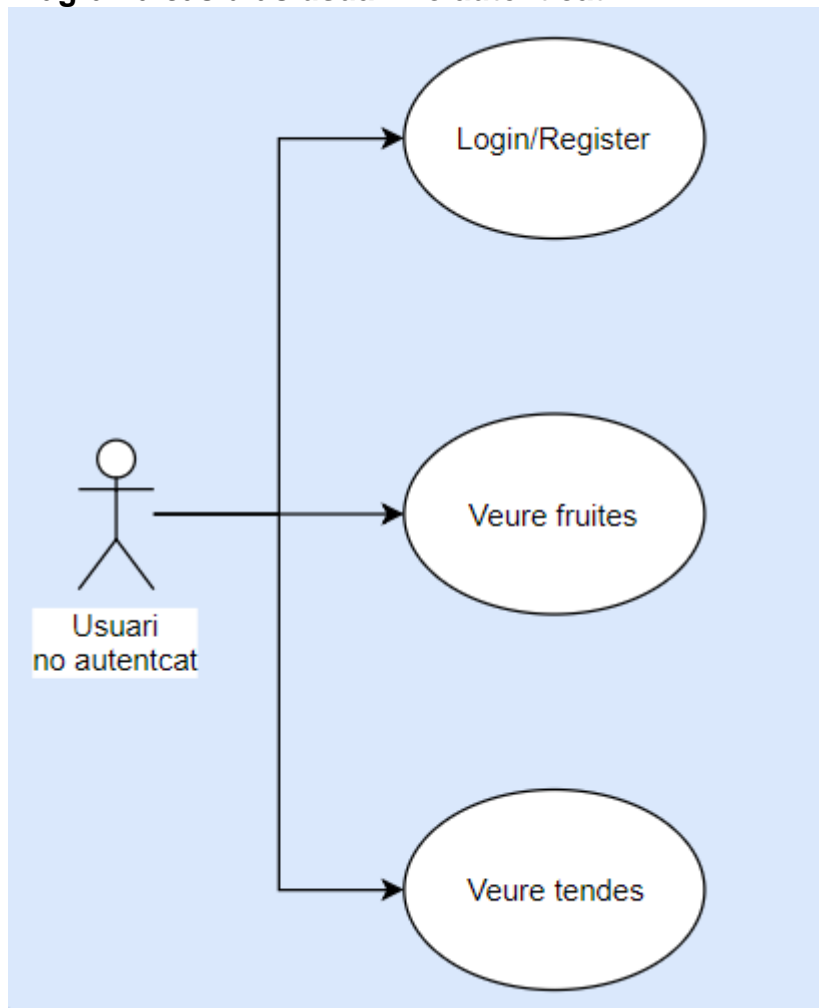 Login/Register
Veure fruites
Usuari
no autentcat
Veure tendes